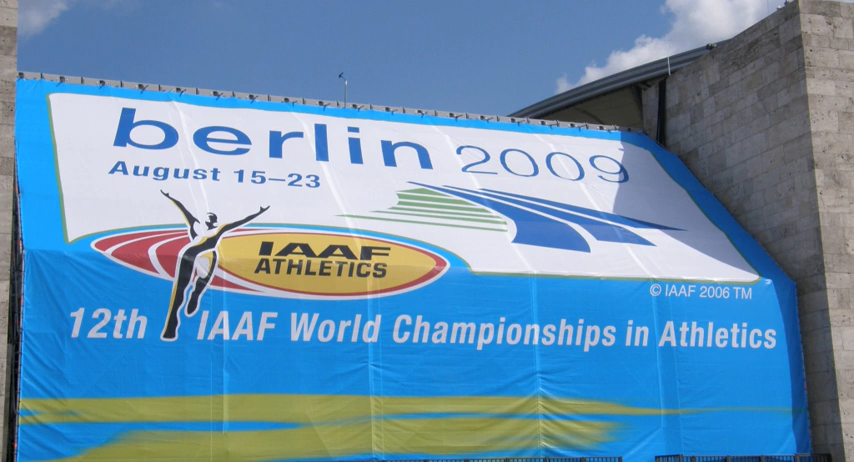 berlin 2009
August 15–23
IAAF
ATHLETICS
© IAAF 2006 TM
12th IAAF World Championships in Athletics